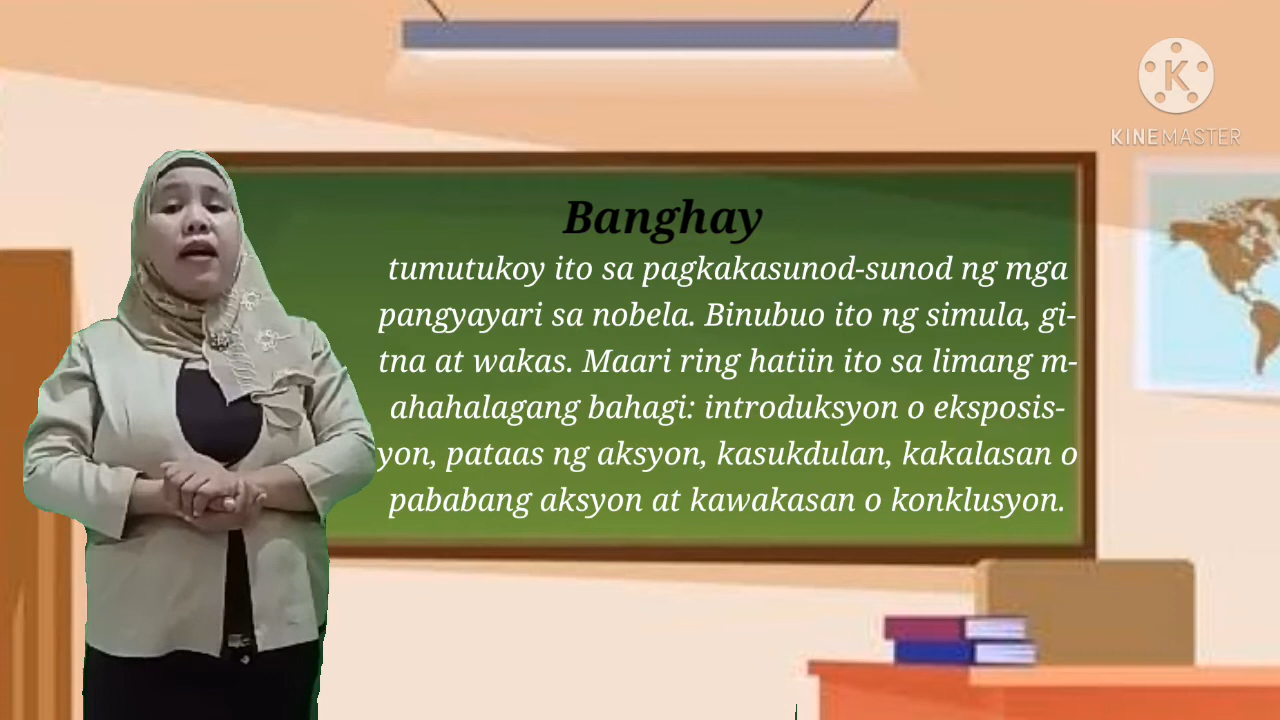 KINEMASTER
Banghay
tumutukoy ito sa pagkakasunod-sunod ng mga
pangyayari sa nobela. Binubuo ito ng simula, gi-
tna at wakas. Maari ring hatiin ito sa limang m-
ahahalagang bahagi: introduksyon o eksposis-
yon, pataas ng aksyon, kasukdulan, kakalasan o
pababang aksyon at kawakasan o konklusyon.